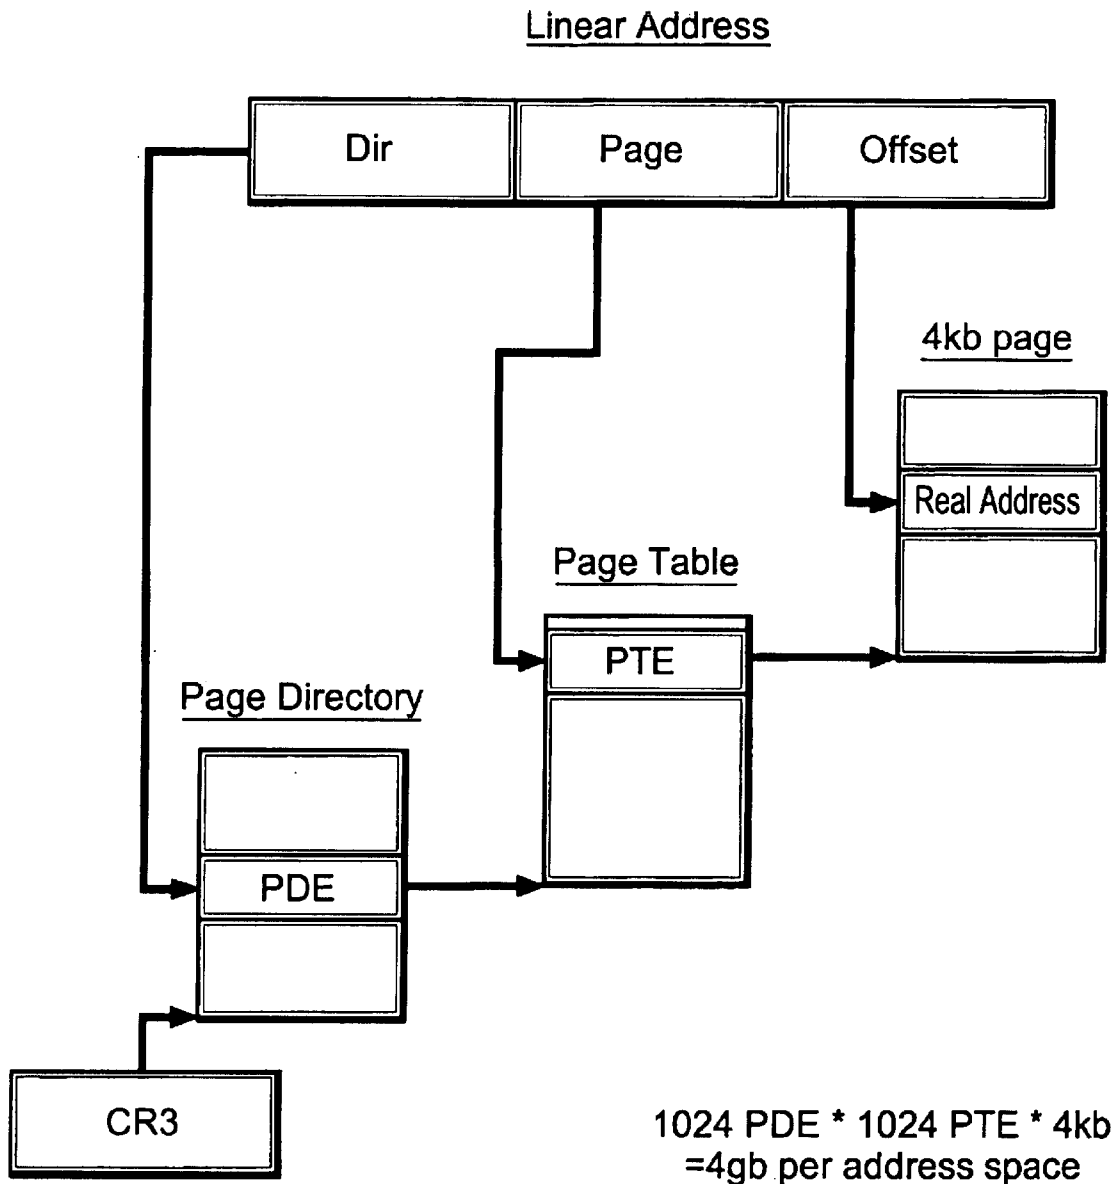 Linear Address
Dir
Page
Offset
4kb page
Real Address
Page Table
PTE
Page Directory
PDE
CR3
1024 PDE * 1024 PTE * 4kb
=4gb per address space